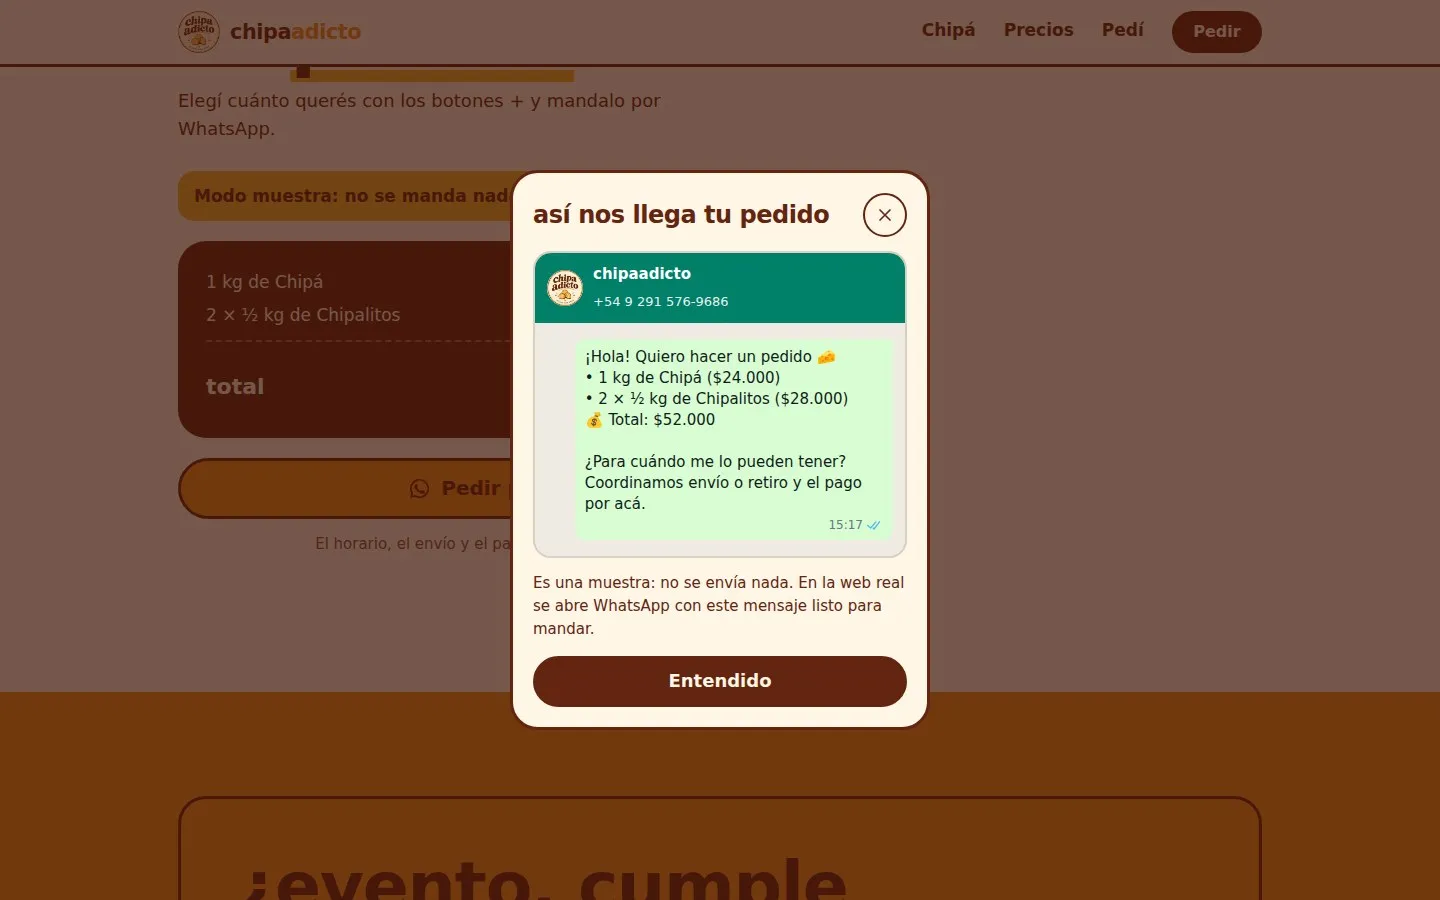 chipa
adicto
chipaadicto
Chipá
Precios
Pedí
Pedir
Elegí cuánto querés con los botones + y mandalo por
WhatsApp.
Modo muestra: no se manda
1 kg de Chipá
2 × ½ kg de Chipalitos
total
Pedir
El horario, el envío y el
así nos llega tu pedido
chipa
adicto
chipaadicto
+54 9 291 576-9686
¡Hola! Quiero hacer un pedido 🧀
• 1 kg de Chipá ($24.000)
• 2 × ½ kg de Chipalitos ($28.000)
💰 Total: $52.000
¿Para cuándo me lo pueden tener?
Coordinamos envío o retiro y el pago
por acá.
15:17
Es una muestra: no se envía nada. En la web real
se abre WhatsApp con este mensaje listo para
mandar.
Entendido
¿evento, cumple